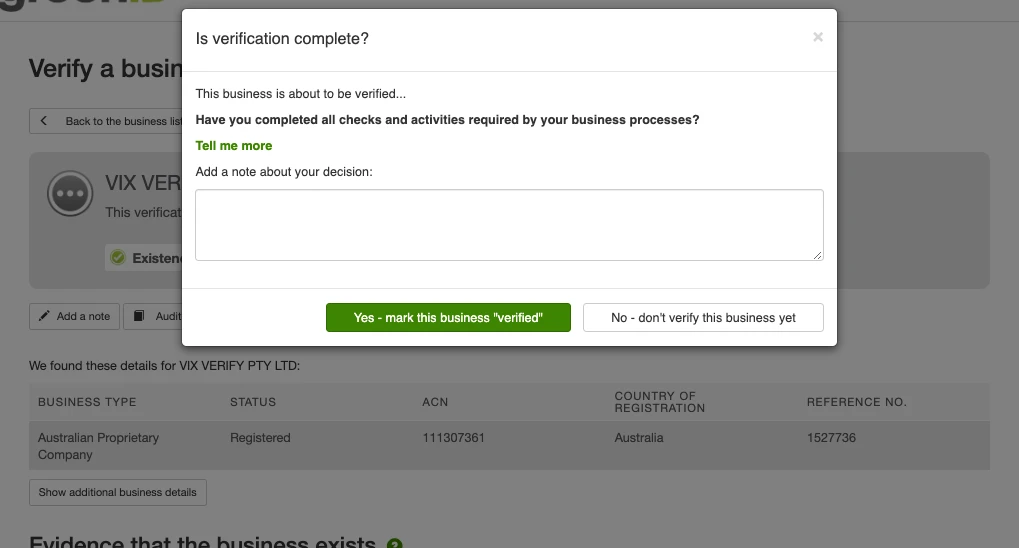 Is verification complete?
×
This business is about to be verified...
Have you completed all checks and activities required by your business processes?
Tell me more
Add a note about your decision:
Yes - mark this business "verified"
No - don't verify this business yet
Verify a busin
Back to the business list
VIX VER
This verificat
Existenc
Add a note
Audit
We found these details for VIX VERIFY PTY LTD:
BUSINESS TYPE STATUS ACN COUNTRY OF REGISTRATION REFERENCE NO.
Australian Proprietary Company Registered 111307361 Australia 1527736
Show additional business details
Evidence that the business exists ?